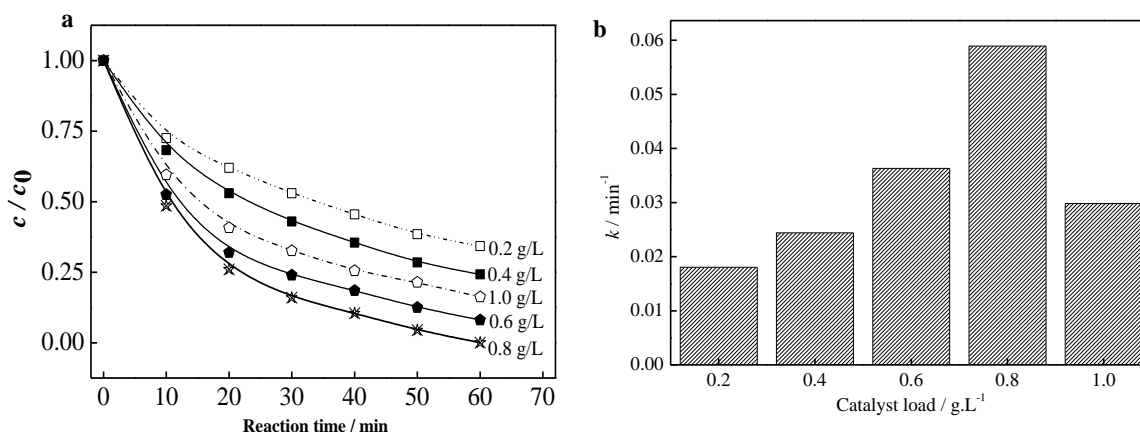 a
1.00
0.75
0.50
0.25
0.00
c / c0
0.2 g/L
0.4 g/L
1.0 g/L
0.6 g/L
0.8 g/L
0 10 20 30 40 50 60 70
Reaction time / min
b
0.06
0.05
0.04
0.03
0.02
0.01
0.00
k / min-1
0.2 0.4 0.6 0.8 1.0
Catalyst load / g.L-1